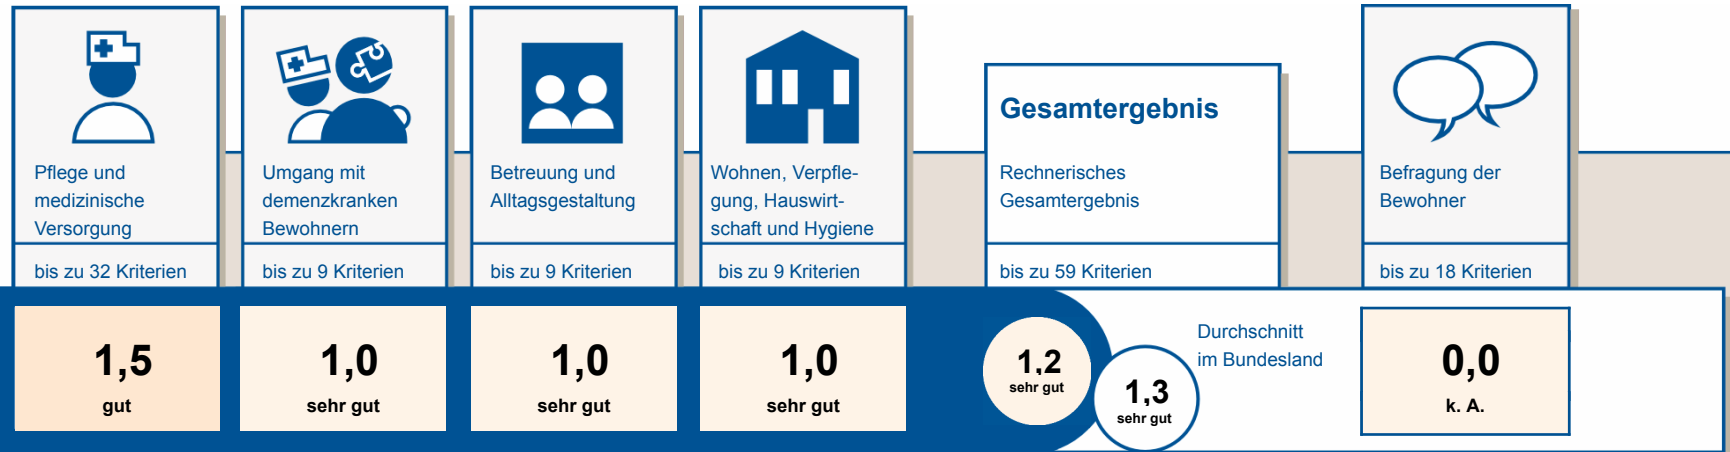 Pflege und
medizinische
Versorgung
bis zu 32 Kriterien
1,5
gut
Umgang mit
demenzkranken
Bewohnern
bis zu 9 Kriterien
1,0
sehr gut
Betreuung und
Alltagsgestaltung
bis zu 9 Kriterien
1,0
sehr gut
Wohnen, Verpfle-
gung, Hauswirt-
schaft und Hygiene
bis zu 9 Kriterien
1,0
sehr gut
Gesamtergebnis
Rechnerisches
Gesamtergebnis
bis zu 59 Kriterien
1,2
sehr gut
1,3
sehr gut
Durchschnitt
im Bundesland
Befragung der
Bewohner
bis zu 18 Kriterien
0,0
k. A.